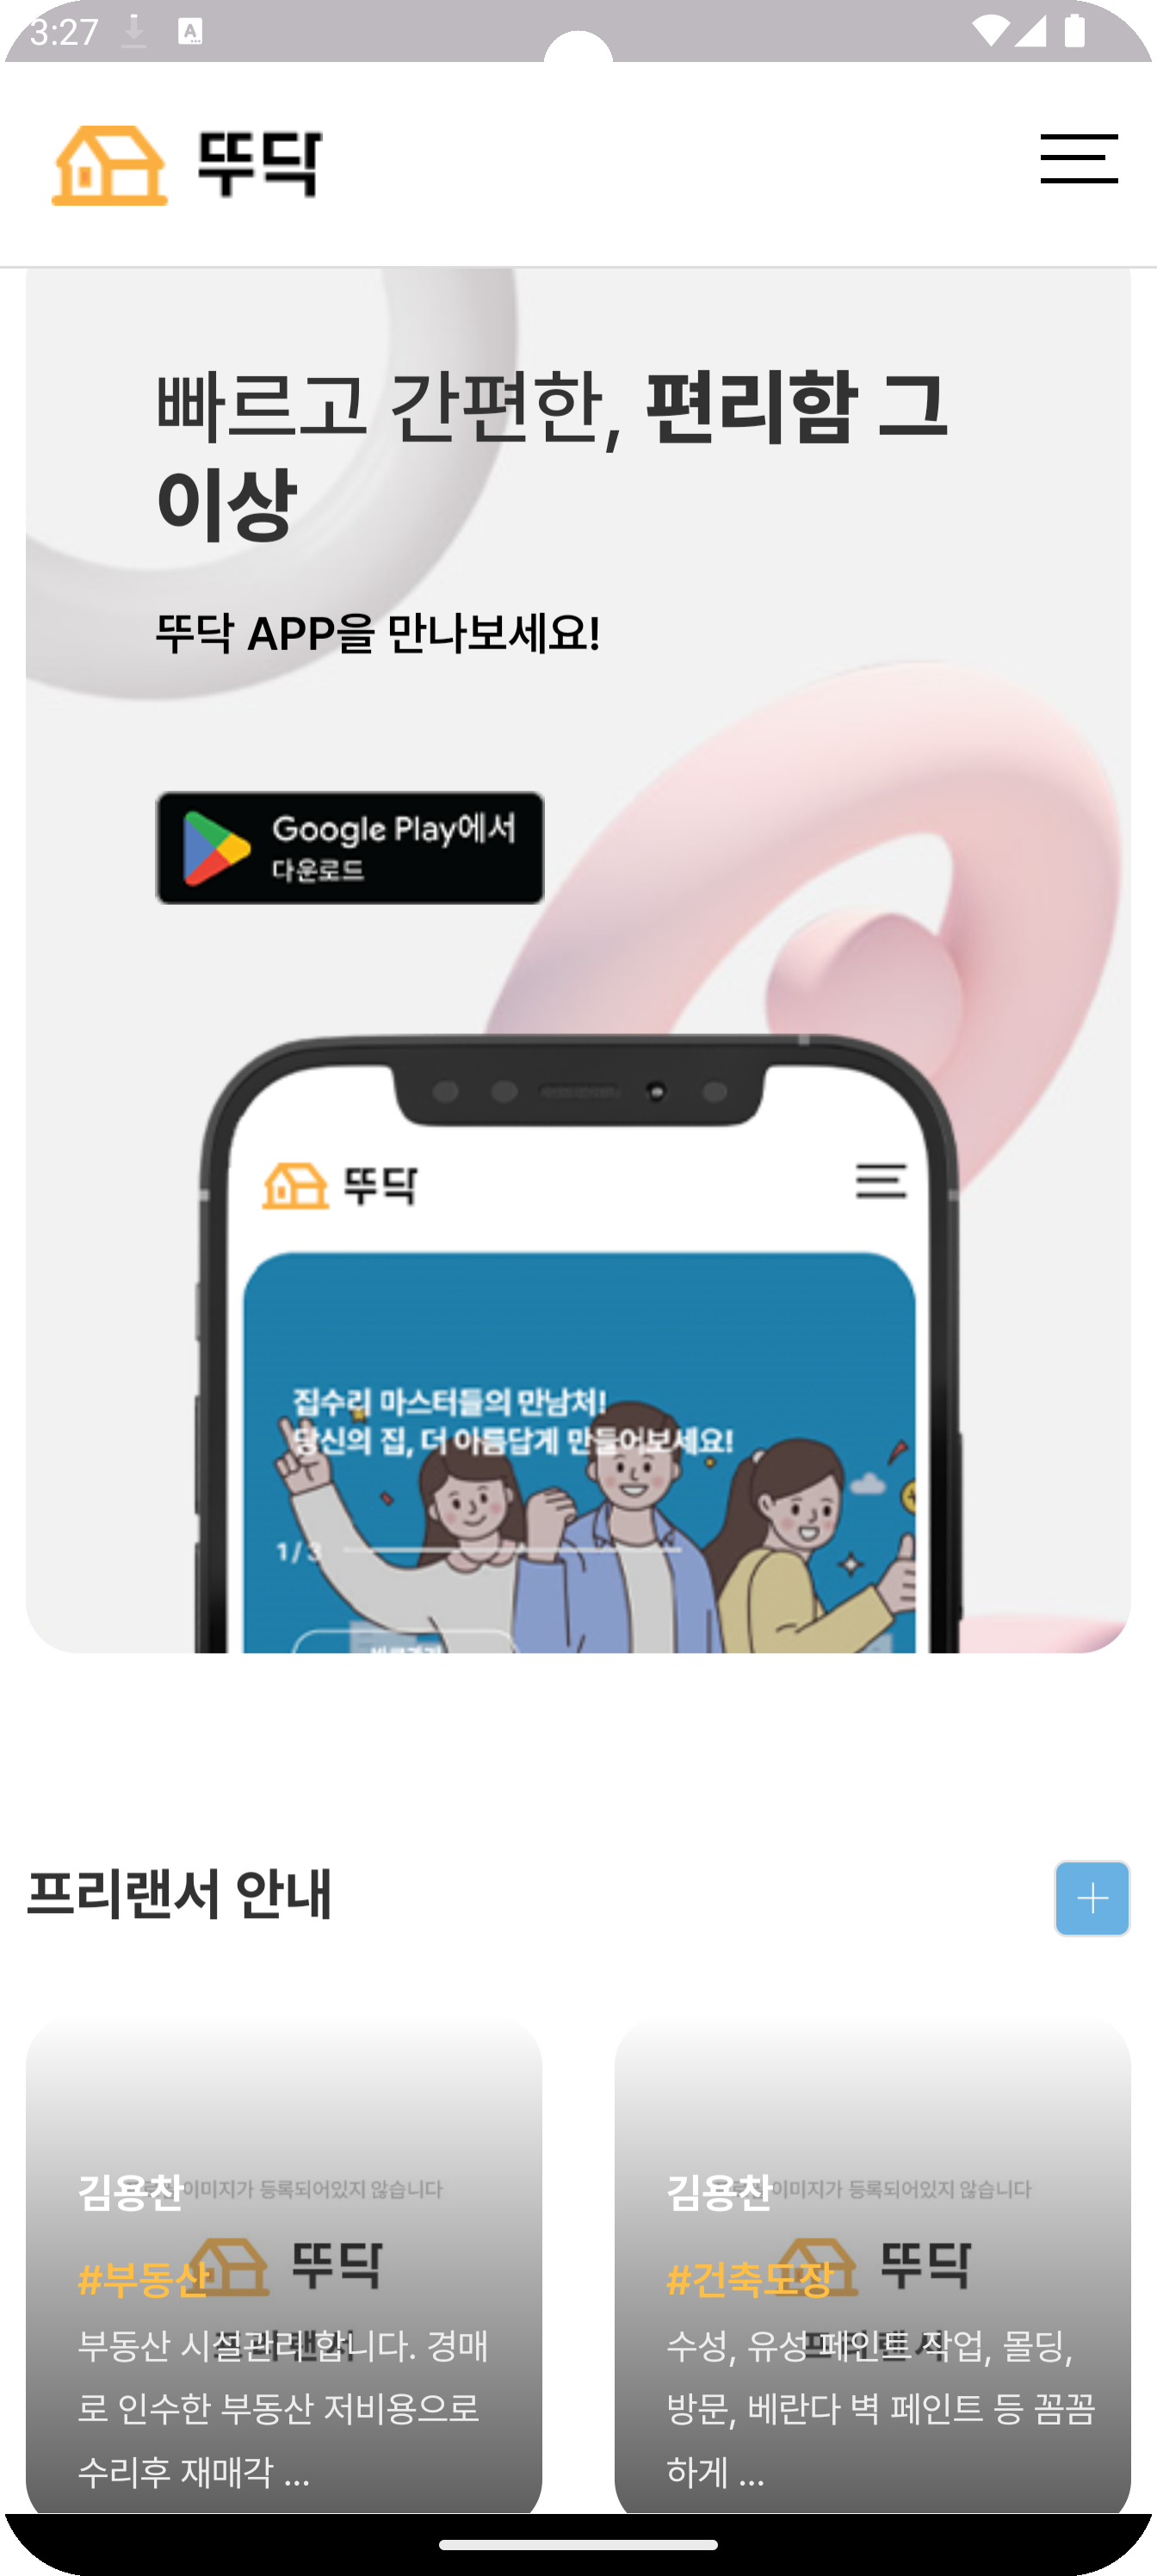 3:27
뚜닥
빠르고 간편한, 편리함 그
이상
뚜닥 APP을 만나보세요!
Google Play에서
다운로드
뚜닥
집수리 마스터들의 만남처!
당신의 집, 더 아름답게 만들어보세요!
1 / 3
프리랜서 안내
김용찬
이미지가 등록되어있지 않습니다
뚜닥
#부동산
프리랜서
부동산 시설관리 합니다. 경매
로 인수한 부동산 저비용으로
수리후 재매각 ...
김용찬
이미지가 등록되어있지 않습니다
뚜닥
#건축도장
프리랜서
수성, 유성 페인트 작업, 몰딩,
방문, 베란다 벽 페인트 등 꼼꼼
하게 ...